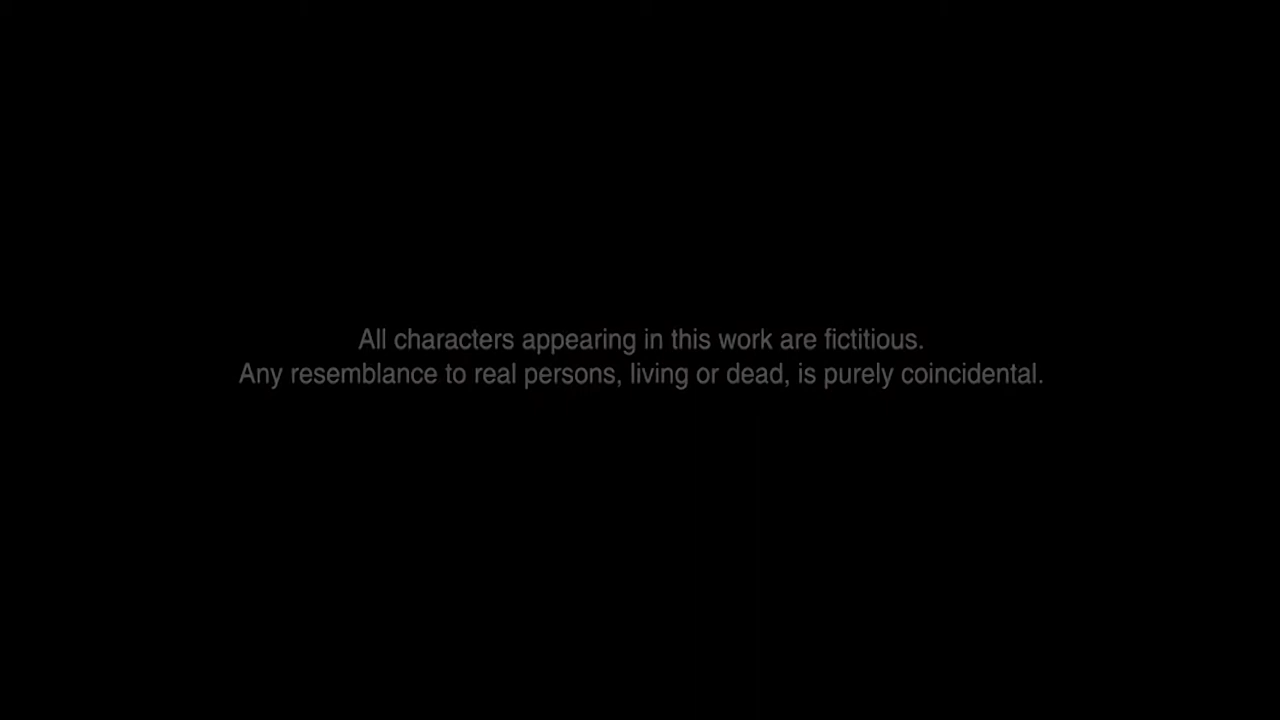 All characters appearing in this work are fictitious.
Any resemblance to real persons, living or dead, is purely coincidental.